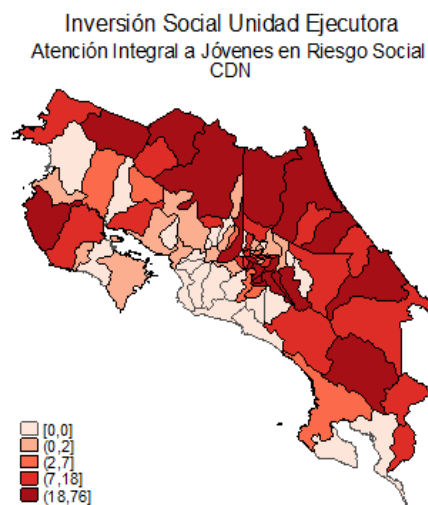 Inversión Social Unidad Ejecutora
Atención Integral a Jóvenes en Riesgo Social
CDN
[0,0]
(0,2]
(2,7]
(7,18]
(18,76]